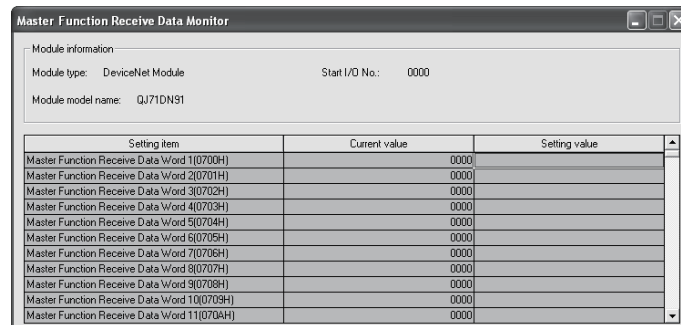 Master Function Receive Data Monitor
Module information
Module type: DeviceNet Module Start I/O No.: 0000
Module model name: QJ71DN91
Setting item Current value Setting value
Master Function Receive Data Word 1(0700H) 0000
Master Function Receive Data Word 2(0701H) 0000
Master Function Receive Data Word 3(0702H) 0000
Master Function Receive Data Word 4(0703H) 0000
Master Function Receive Data Word 5(0704H) 0000
Master Function Receive Data Word 6(0705H) 0000
Master Function Receive Data Word 7(0706H) 0000
Master Function Receive Data Word 8(0707H) 0000
Master Function Receive Data Word 9(0708H) 0000
Master Function Receive Data Word 10(0709H) 0000
Master Function Receive Data Word 11(070AH) 0000